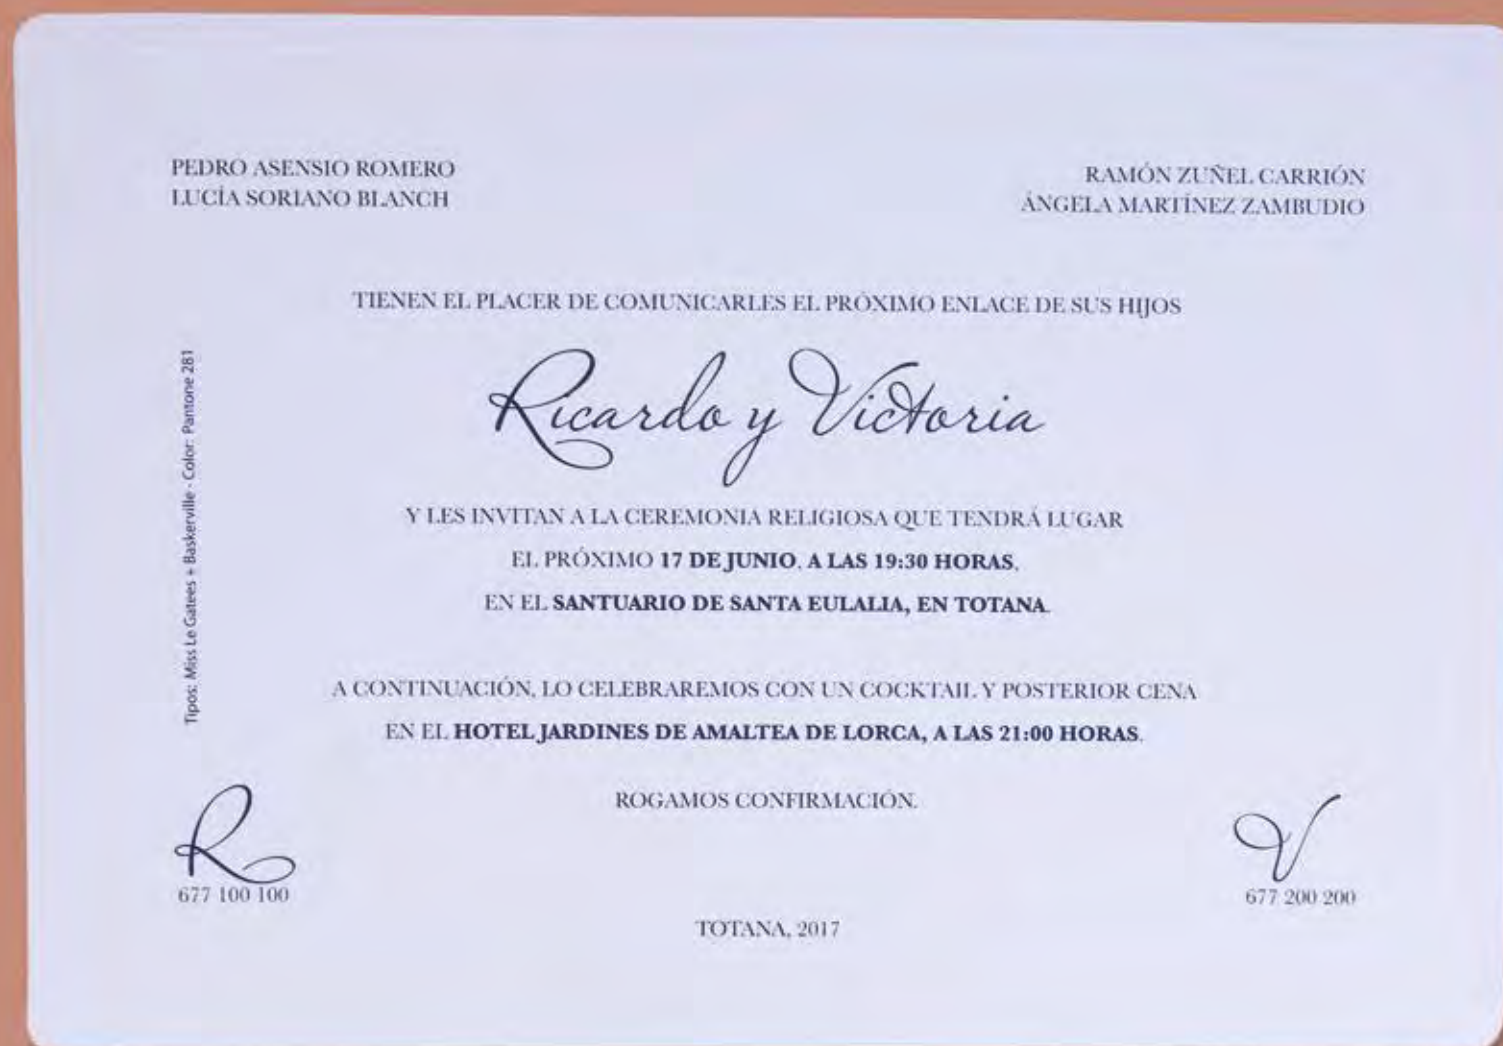 PEDRO ASENSIO ROMERO
LUCÍA SORIANO BLANCH
RAMÓN ZUÑEL CARRIÓN
ÁNGELA MARTÍNEZ ZAMBUDIO
TIENEN EL PLACER DE COMUNICARLES EL PRÓXIMO ENLACE DE SUS HIJOS
Ricardo y Victoria
Y LES INVITAN A LA CEREMONIA RELIGIOSA QUE TENDRÁ LUGAR
EL PRÓXIMO 17 DE JUNIO, A LAS 19:30 HORAS,
EN EL SANTUARIO DE SANTA EULALIA, EN TOTANA.
A CONTINUACIÓN, LO CELEBRAREMOS CON UN COCKTAIL Y POSTERIOR CENA
EN EL HOTEL JARDINES DE AMALTEA DE LORCA, A LAS 21:00 HORAS.
ROGAMOS CONFIRMACIÓN.
R
677 100 100
V
677 200 200
TOTANA, 2017
Tipos: Miss Le Gatees + Baskerville - Color: Pantone 281